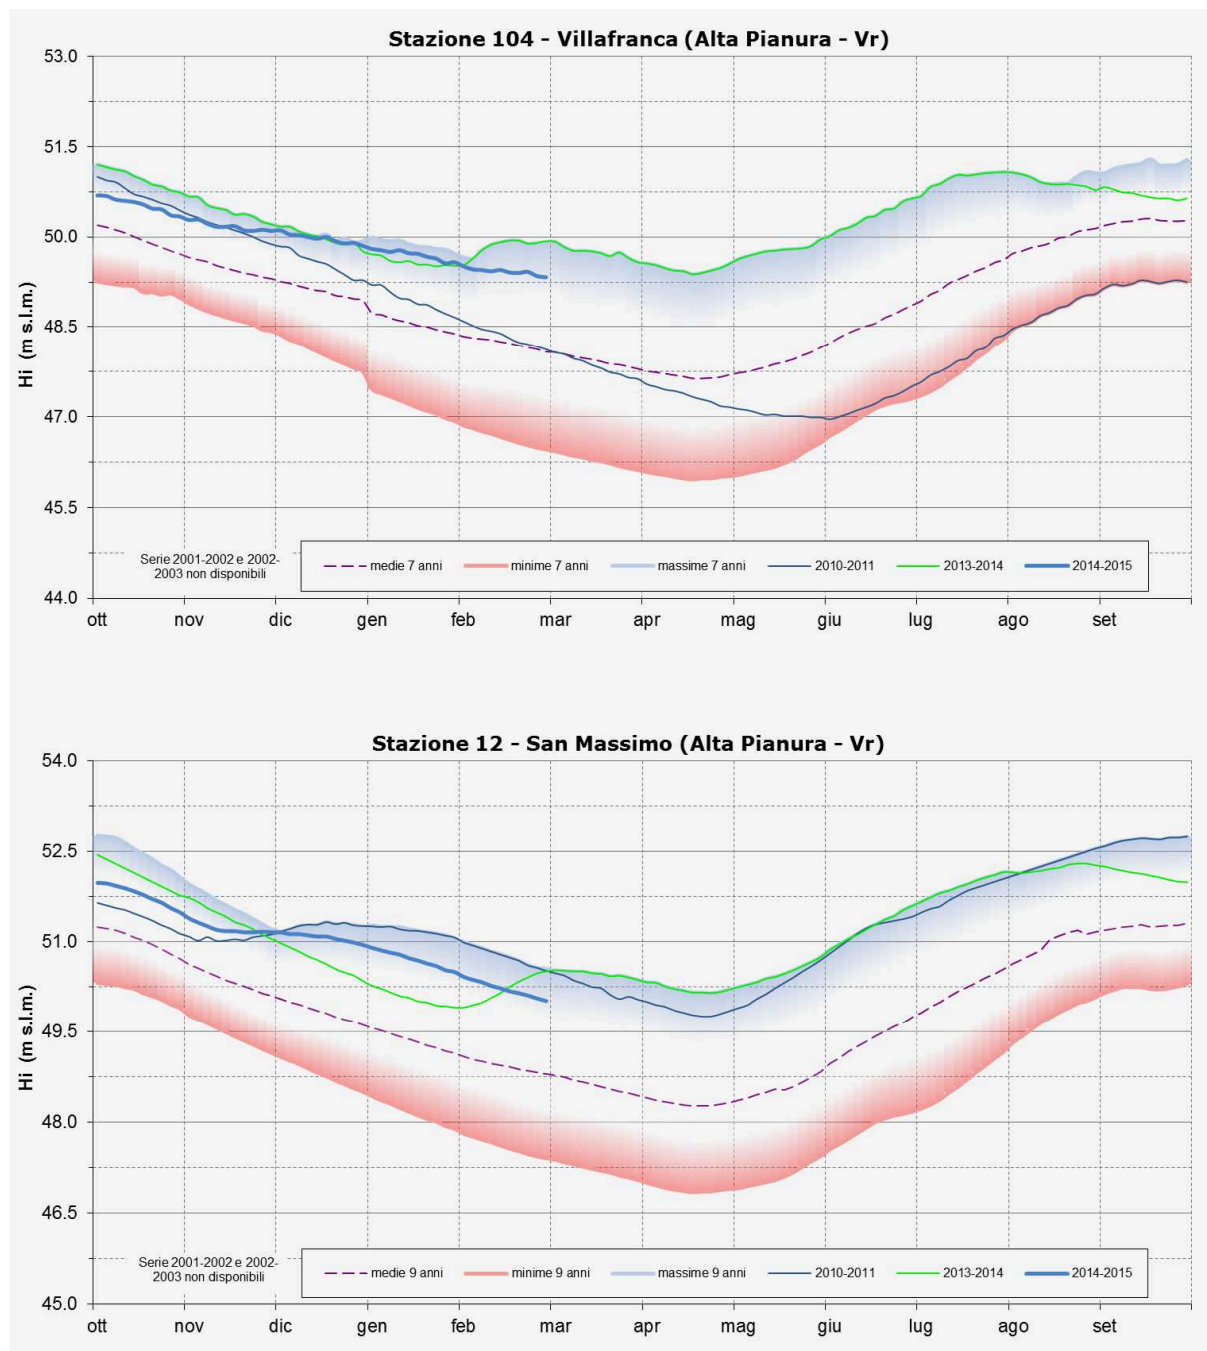 Stazione 104 - Villafranca (Alta Pianura - Vr)
53.0
51.5
50.0
48.5
47.0
45.5
44.0
Hi (m s.l.m.)
Serie 2001-2002 e 2002-
2003 non disponibili
medie 7 anni minime 7 anni massime 7 anni 2010-2011 2013-2014 2014-2015
ott nov dic gen feb mar apr mag giu lug ago set
Stazione 12 - San Massimo (Alta Pianura - Vr)
54.0
52.5
51.0
49.5
48.0
46.5
45.0
Hi (m s.l.m.)
Serie 2001-2002 e 2002-
2003 non disponibili
medie 9 anni minime 9 anni massime 9 anni 2010-2011 2013-2014 2014-2015
ott nov dic gen feb mar apr mag giu lug ago set